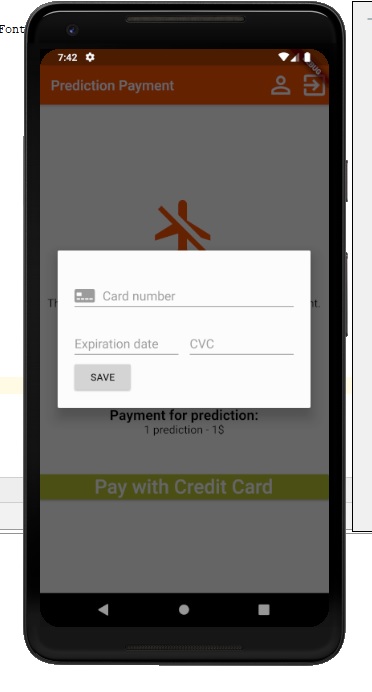 Font
7:42
Prediction Payment
Th
nt.
Card number
Expiration date
CVC
SAVE
Payment for prediction:
1 prediction - 1$
Pay with Credit Card